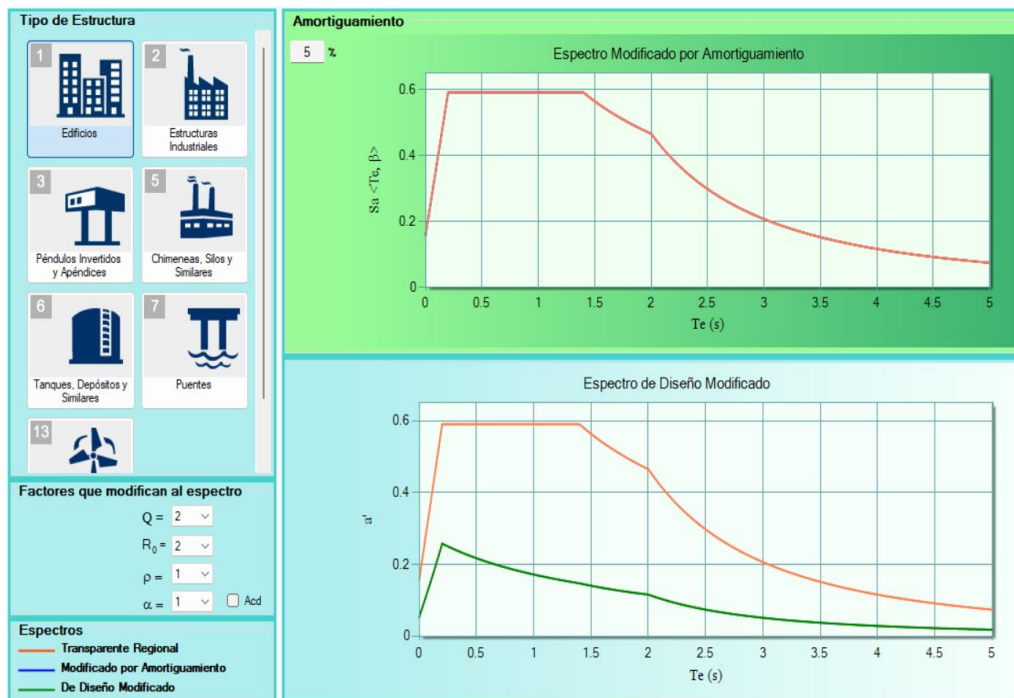 Tipo de Estructura
1
Edificios
2
Estructuras
Industriales
3
Péndulos Invertidos
y Apéndices
5
Chimeneas, Silos y
Similares
6
Tanques, Depósitos y
Similares
7
Puentes
13
Factores que modifican al espectro
Q = 2
R0 = 2
ρ = 1
α = 1 Acd
Espectros
Transparente Regional
Modificado por Amortiguamiento
De Diseño Modificado
Amortiguamiento
5 %
Espectro Modificado por Amortiguamiento
0.6
0.4
0.2
0
Sa <Te, β>
0 0.5 1 1.5 2 2.5 3 3.5 4 4.5 5
Te (s)
Espectro de Diseño Modificado
0.6
0.4
0.2
0
a'
0 0.5 1 1.5 2 2.5 3 3.5 4 4.5 5
Te (s)